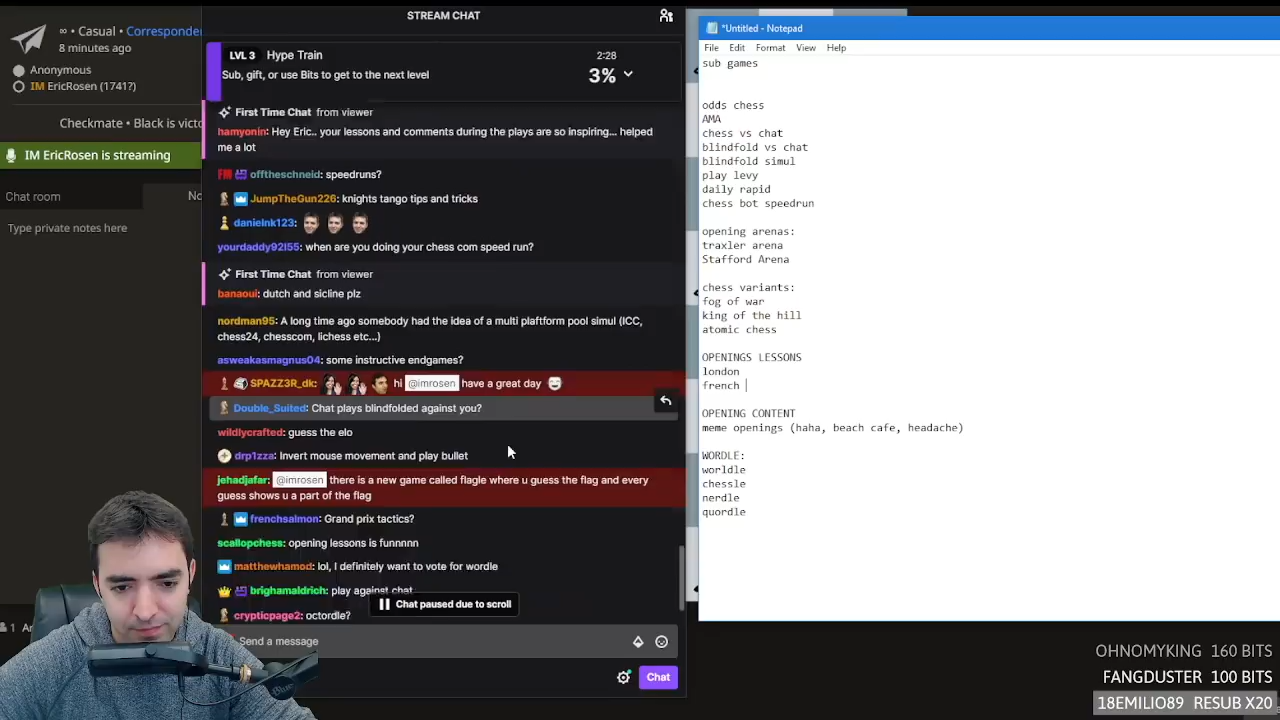 ∞ • Casual • Corresponden
8 minutes ago
Anonymous
IM EricRosen (1741?)
Checkmate • Black is victo
IM EricRosen is streaming
Chat room
No
Type private notes here
1
STREAM CHAT
LVL 3 Hype Train
Sub, gift, or use Bits to get to the next level
2:28
3%
First Time Chat from viewer
hamyonin: Hey Eric.. your lessons and comments during the plays are so inspiring... helped
me a lot
offtheschneid: speedruns?
JumpTheGun226: knights tango tips and tricks
danielnk123:
yourdaddy92l55: when are you doing your chess com speed run?
First Time Chat from viewer
banaoui: dutch and sicline plz
nordman95: A long time ago somebody had the idea of a multi plaftform pool simul (ICC,
chess24, chesscom, lichess etc...)
asweakasmagnus04: some instructive endgames?
SPAZZ3R_dk: hi @imrosen have a great day
Double_Suited: Chat plays blindfolded against you?
wildlycrafted: guess the elo
drp1zza: Invert mouse movement and play bullet
jehadjafar: @imrosen there is a new game called flagle where u guess the flag and every
guess shows u a part of the flag
frenchsalmon: Grand prix tactics?
scallopchess: opening lessons is funnnnn
matthewhamod: lol, I definitely want to vote for wordle
brighamaldrich: play against chat
Chat paused due to scroll
crypticpage2: octordle?
Send a message
Chat
*Untitled - Notepad
File Edit Format View Help
sub games
odds chess
AMA
chess vs chat
blindfold vs chat
blindfold simul
play levy
daily rapid
chess bot speedrun
opening arenas:
traxler arena
Stafford Arena
chess variants:
fog of war
king of the hill
atomic chess
OPENINGS LESSONS
london
french
OPENING CONTENT
meme openings (haha, beach cafe, headache)
WORDLE:
worldle
chessle
nerdle
quordle
OHNOMYKING 160 BITS
FANGDUSTER 100 BITS
18EMILIO89 RESUB X20